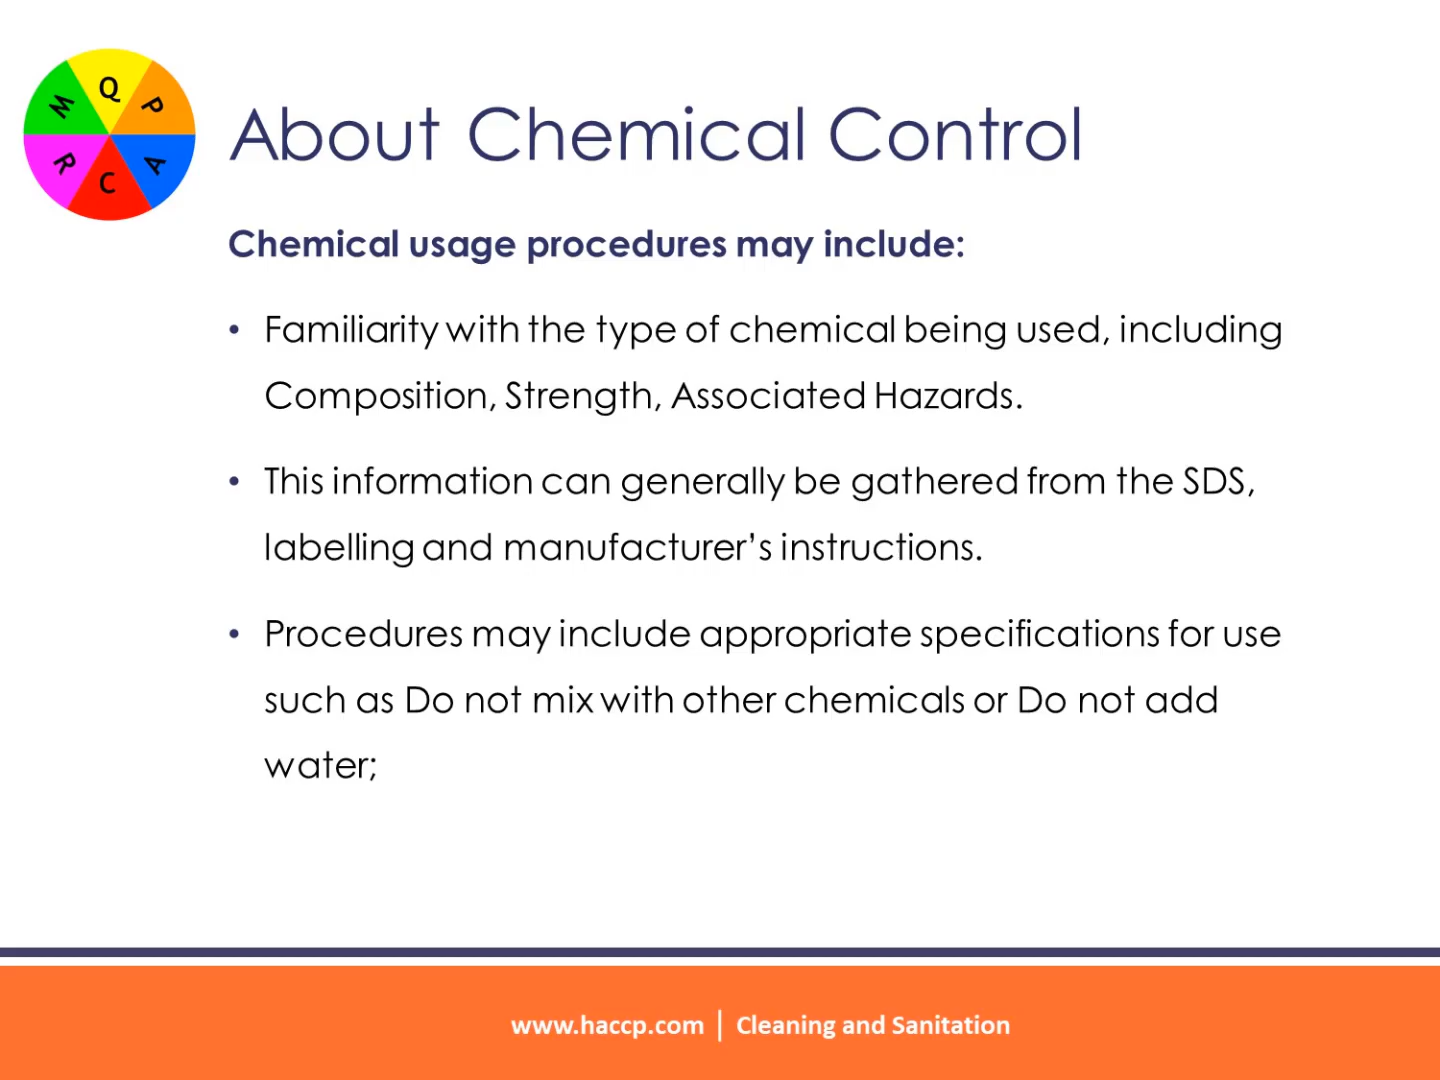 Q
P
A
C
R
M
About Chemical Control
Chemical usage procedures may include:
• Familiarity with the type of chemical being used, including
Composition, Strength, Associated Hazards.
• This information can generally be gathered from the SDS,
labelling and manufacturer’s instructions.
• Procedures may include appropriate specifications for use
such as Do not mix with other chemicals or Do not add
water;
www.haccp.com | Cleaning and Sanitation